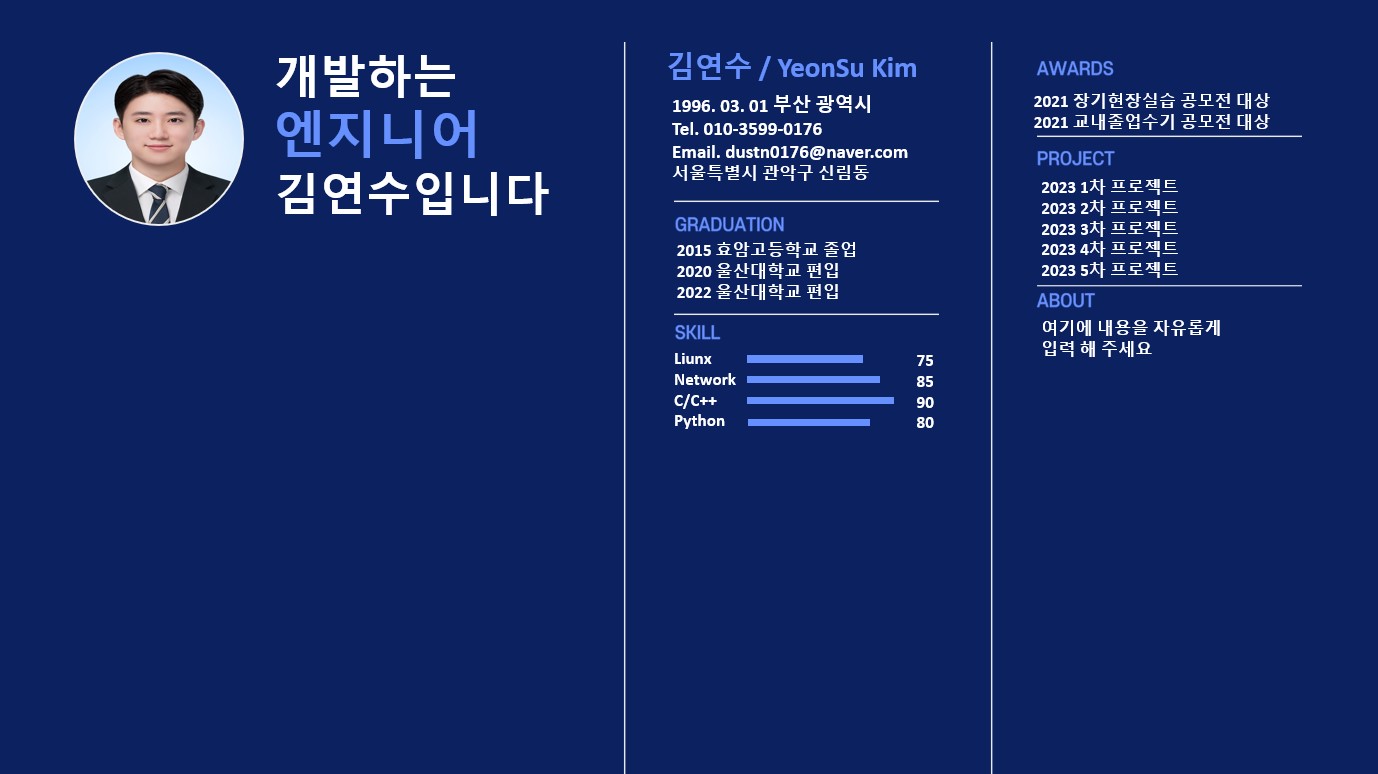 개발하는
엔지니어
김연수입니다
김연수 / YeonSu Kim
1996. 03. 01 부산 광역시
Tel. 010-3599-0176
Email. dustn0176@naver.com
서울특별시 관악구 신림동
GRADUATION
2015 효암고등학교 졸업
2020 울산대학교 편입
2022 울산대학교 편입
SKILL
Liunx 75
Network 85
C/C++ 90
Python 80
AWARDS
2021 장기현장실습 공모전 대상
2021 교내졸업수기 공모전 대상
PROJECT
2023 1차 프로젝트
2023 2차 프로젝트
2023 3차 프로젝트
2023 4차 프로젝트
2023 5차 프로젝트
ABOUT
여기에 내용을 자유롭게
입력 해 주세요